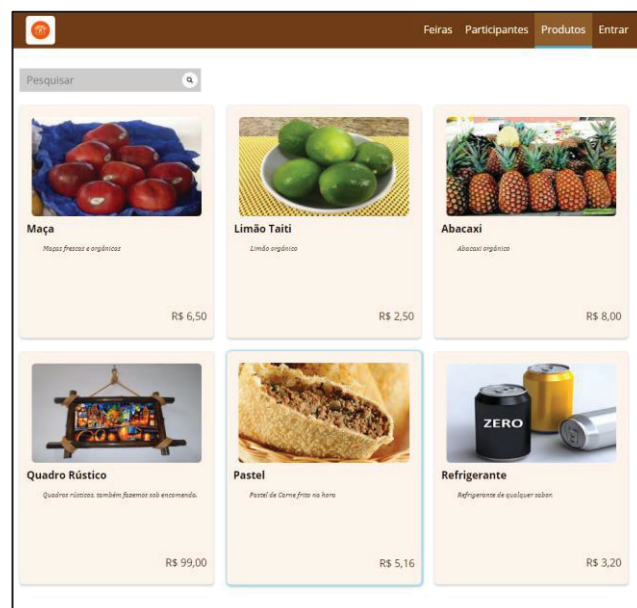 Feiras Participantes Produtos Entrar
Pesquisar
Maça
Maças frescas e orgânicas
R$ 6,50
Limão Taiti
Limão orgânico
R$ 2,50
Abacaxi
Abacaxi orgânico
R$ 8,00
Quadro Rústico
Quadros rústicos, também fazemos sob encomenda.
R$ 99,00
Pastel
Pastel de Carne frito na hora
R$ 5,16
ZERO
Refrigerante
Refrigerante de qualquer sabor.
R$ 3,20